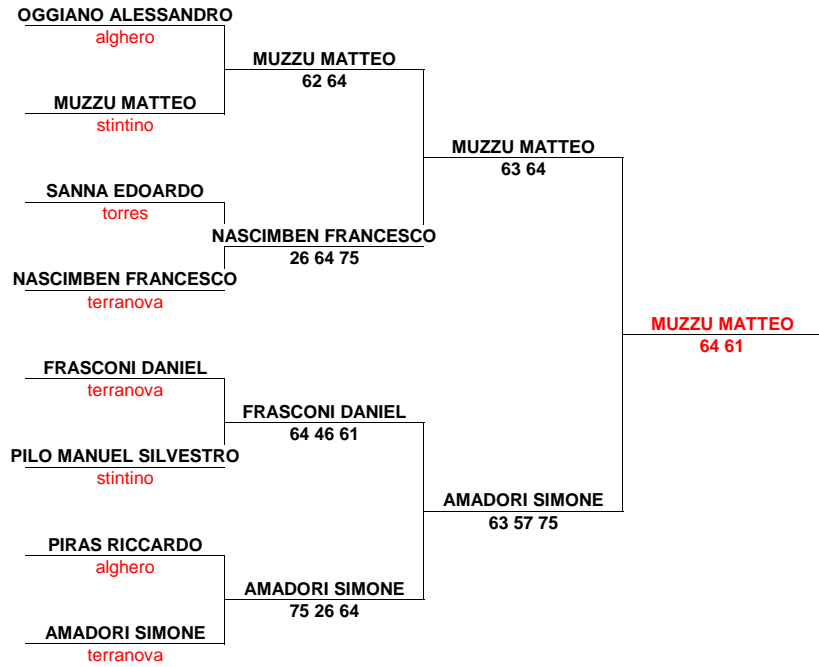 OGGIANO ALESSANDRO
alghero
MUZZU MATTEO
62 64
MUZZU MATTEO
stintino
MUZZU MATTEO
63 64
SANNA EDOARDO
torres
NASCIMBEN FRANCESCO
26 64 75
NASCIMBEN FRANCESCO
terranova
MUZZU MATTEO
64 61
FRASCONI DANIEL
terranova
FRASCONI DANIEL
64 46 61
PILO MANUEL SILVESTRO
stintino
AMADORI SIMONE
63 57 75
PIRAS RICCARDO
alghero
AMADORI SIMONE
75 26 64
AMADORI SIMONE
terranova